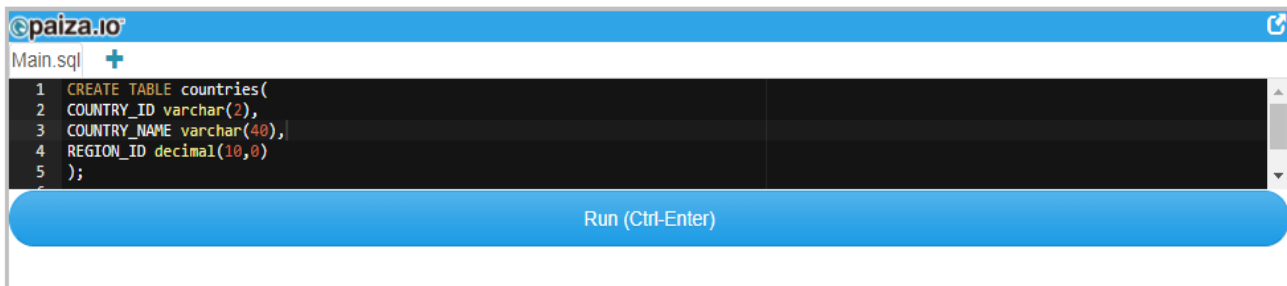 paiza.IO
Main.sql
1 CREATE TABLE countries(
2 COUNTRY_ID varchar(2),
3 COUNTRY_NAME varchar(40),
4 REGION_ID decimal(10,0)
5 );
Run (Ctrl-Enter)